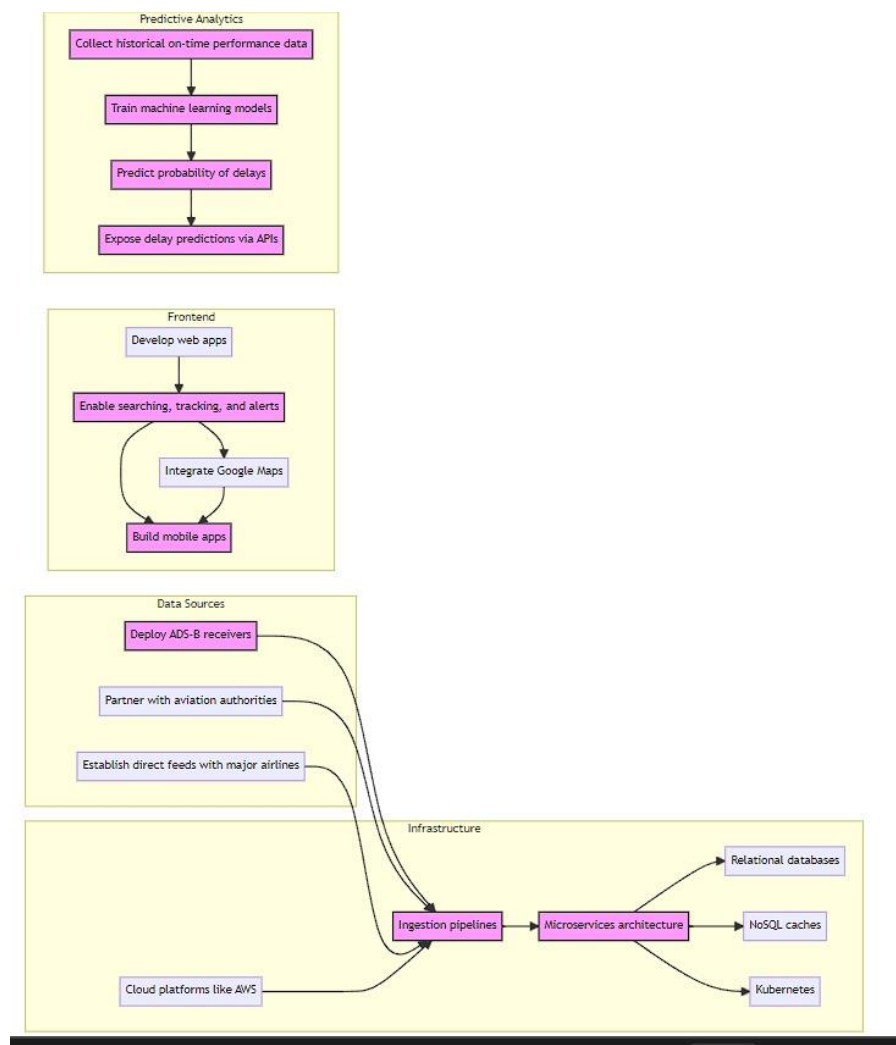 Predictive Analytics
Collect historical on-time performance data
Train machine learning models
Predict probability of delays
Expose delay predictions via APIs
Frontend
Develop web apps
Enable searching, tracking, and alerts
Integrate Google Maps
Build mobile apps
Data Sources
Deploy ADS-B receivers
Partner with aviation authorities
Establish direct feeds with major airlines
Infrastructure
Relational databases
Ingestion pipelines
Microservices architecture
NoSQL caches
Cloud platforms like AWS
Kubernetes